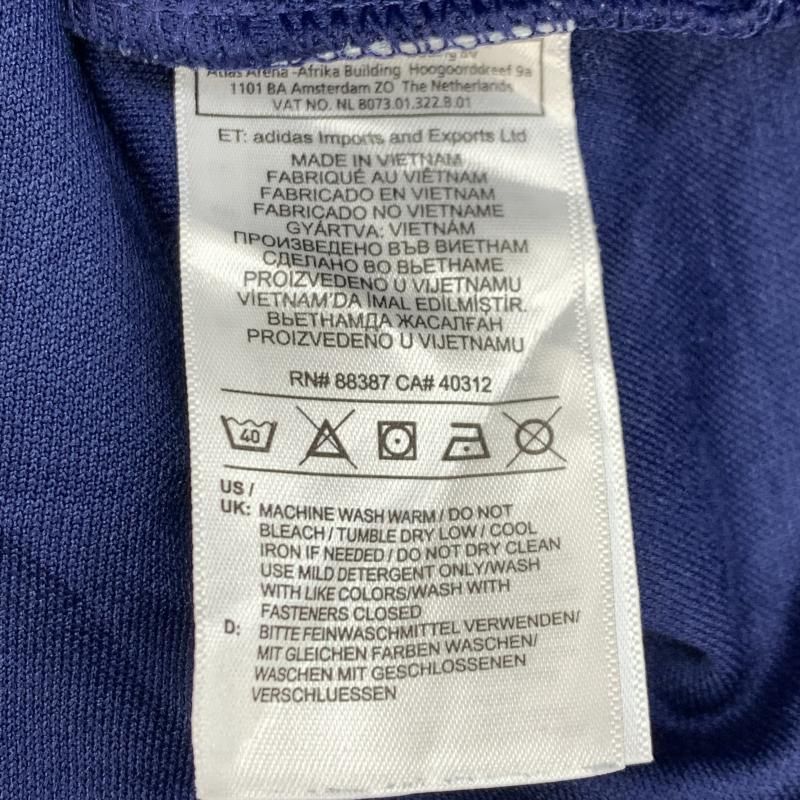 Atlas Arena -Afrika Building Hoogoorddreef 9a
1101 BA Amsterdam ZO The Netherlands
VAT NO. NL 8073.01.322.B.01
ET: adidas Imports and Exports Ltd
MADE IN VIETNAM
FABRIQUÉ AU VIÊTNAM
FABRICADO EN VIETNAM
FABRICADO NO VIETNAME
GYÁRTVA: VIETNÁM
ПРОИЗВЕДЕНО ВЪВ ВИЕТНАМ
СДЕЛАНО ВО ВЬЕТНАМЕ
PROIZVEDENO U VIJETNAMU
VİETNAM'DA İMAL EDİLMİŞTİR.
ВЬЕТНАМДА ЖАСАЛҒАН
PROIZVEDENO U VIJETNAMU
RN# 88387 CA# 40312
40
US /
UK: MACHINE WASH WARM / DO NOT
BLEACH / TUMBLE DRY LOW / COOL
IRON IF NEEDED / DO NOT DRY CLEAN
USE MILD DETERGENT ONLY/WASH
WITH LIKE COLORS/WASH WITH
FASTENERS CLOSED
D: BITTE FEINWASCHMITTEL VERWENDEN/
MIT GLEICHEN FARBEN WASCHEN/
WASCHEN MIT GESCHLOSSENEN
VERSCHLUESSEN